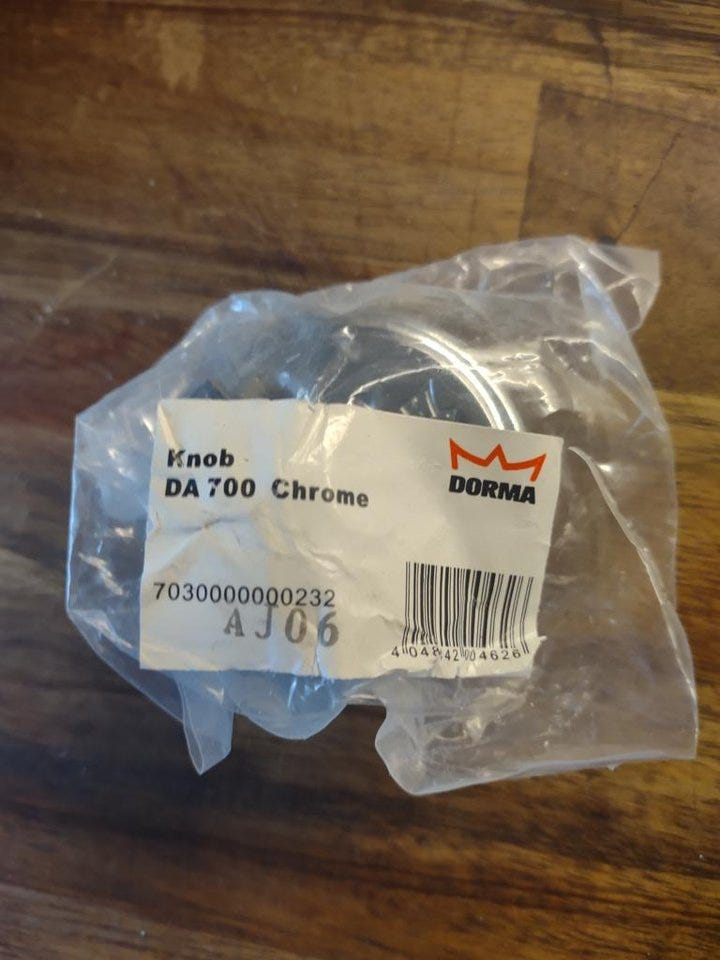 Knob
DA 700 Chrome
DORMA
7030000000232
AJ06